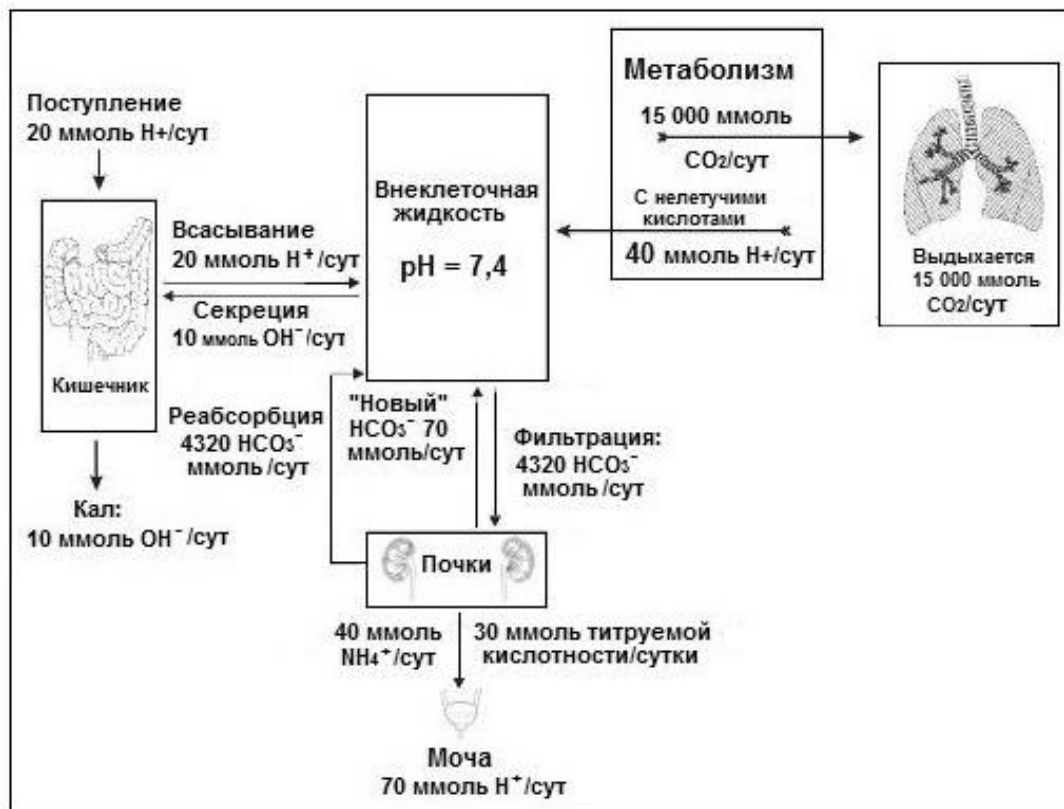 Поступление
20 ммоль H+/сут
Всасывание
20 ммоль H⁺/сут
Секреция
10 ммоль OH⁻/сут
Кишечник
Кал:
10 ммоль OH⁻/сут
Внеклеточная
жидкость
pH = 7,4
Метаболизм
15 000 ммоль
CO₂/сут
С нелетучими
кислотами
40 ммоль H+/сут
Выдыхается
15 000 ммоль
CO₂/сут
Реабсорбция
4320 HCO₃⁻
ммоль /сут
"Новый"
HCO₃⁻ 70
ммоль/сут
Фильтрация:
4320 HCO₃⁻
ммоль /сут
Почки
40 ммоль
NH₄⁺/сут
30 ммоль титруемой
кислотности/сутки
Моча
70 ммоль H⁺/сут